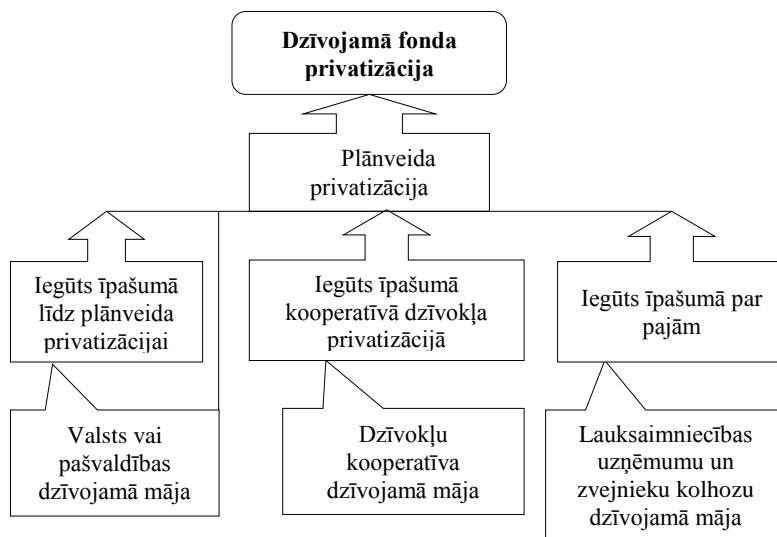 Dzīvojamā fonda
privatizācija
Plānveida
privatizācija
Iegūts īpašumā
līdz plānveida
privatizācijai
Iegūts īpašumā
kooperatīvā dzīvokļa
privatizācijā
Iegūts īpašumā par
pajām
Valsts vai
pašvaldības
dzīvojamā māja
Dzīvokļu
kooperatīva
dzīvojamā māja
Lauksaimniecības
uzņēmumu un
zvejnieku kolhozu
dzīvojamā māja